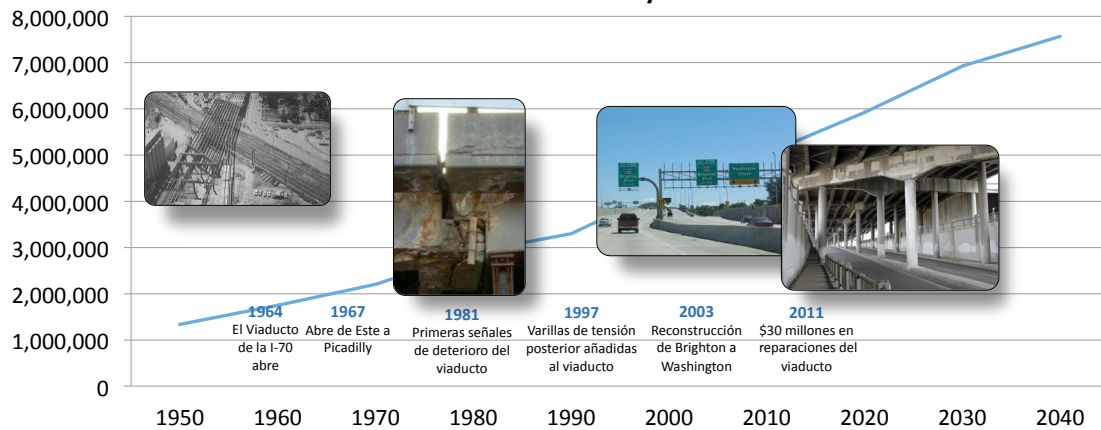 8,000,000
7,000,000
6,000,000
5,000,000
4,000,000
3,000,000
2,000,000
1,000,000
0
1964
El Viaducto
de la I-70
abre
1967
Abre de Este a
Picadilly
1981
Primeras señales
de deterioro del
viaducto
1997
Varillas de tensión
posterior añadidas
al viaducto
2003
Reconstrucción
de Brighton a
Washington
2011
$30 millones en
reparaciones del
viaducto
1950 1960 1970 1980 1990 2000 2010 2020 2030 2040